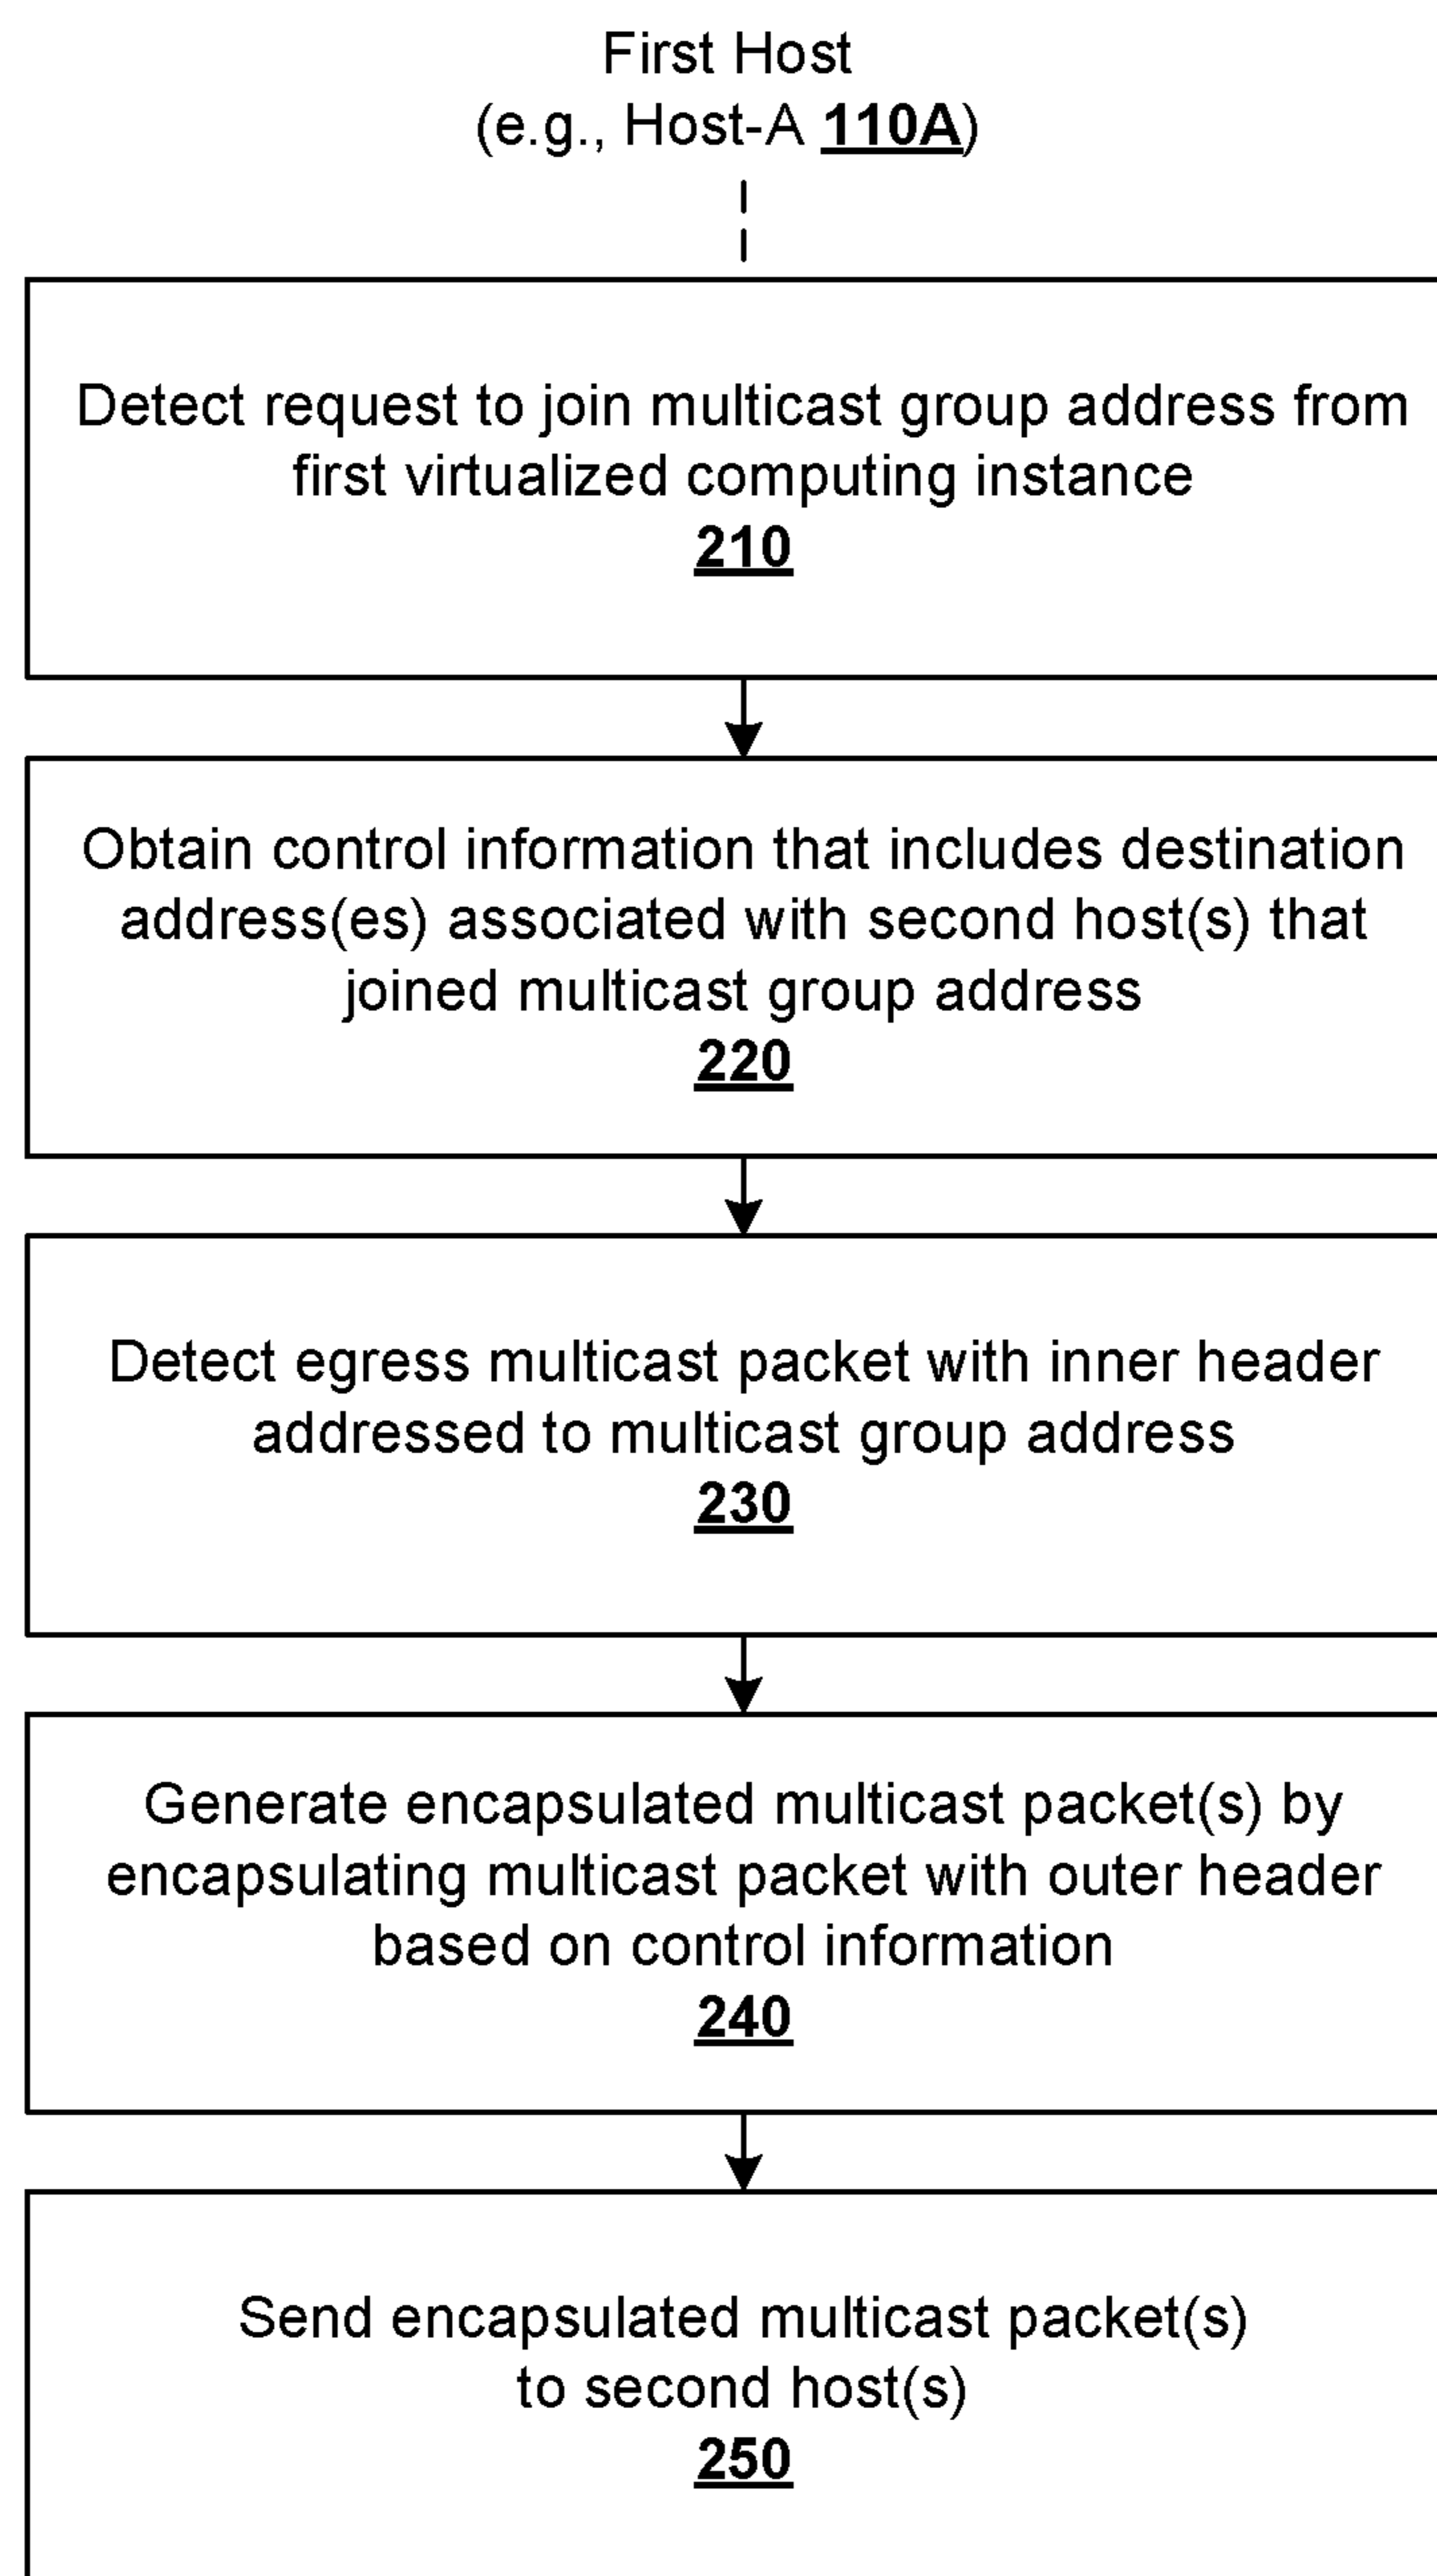 First Host
(e.g., Host-A 110A)
Detect request to join multicast group address from
first virtualized computing instance
210
Obtain control information that includes destination
address(es) associated with second host(s) that
joined multicast group address
220
Detect egress multicast packet with inner header
addressed to multicast group address
230
Generate encapsulated multicast packet(s) by
encapsulating multicast packet with outer header
based on control information
240
Send encapsulated multicast packet(s)
to second host(s)
250